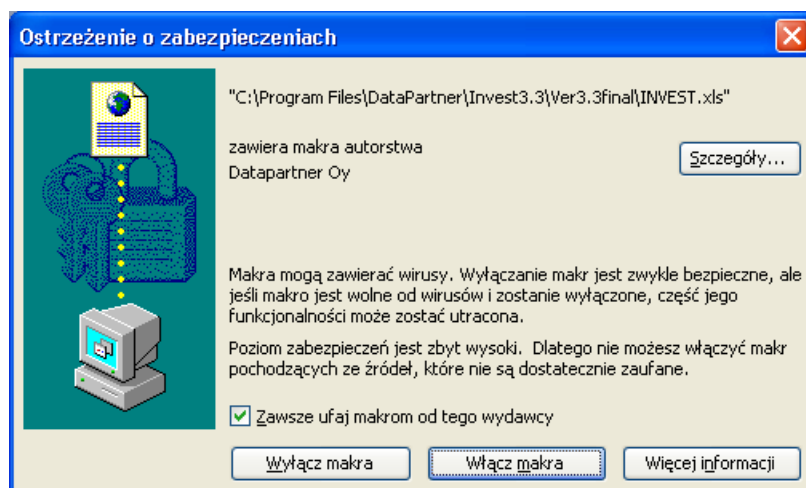 Ostrzeżenie o zabezpieczeniach
"C:\Program Files\DataPartner\Invest3.3\Ver3.3final\INVEST.xls"
zawiera makra autorstwa
Datapartner Oy
Szczegóły...
Makra mogą zawierać wirusy. Wyłączanie makr jest zwykle bezpieczne, ale
jeśli makro jest wolne od wirusów i zostanie wyłączone, część jego
funkcjonalności może zostać utracona.
Poziom zabezpieczeń jest zbyt wysoki. Dlatego nie możesz włączyć makr
pochodzących ze źródeł, które nie są dostatecznie zaufane.
Zawsze ufaj makrom od tego wydawcy
Wyłącz makra
Włącz makra
Więcej informacji